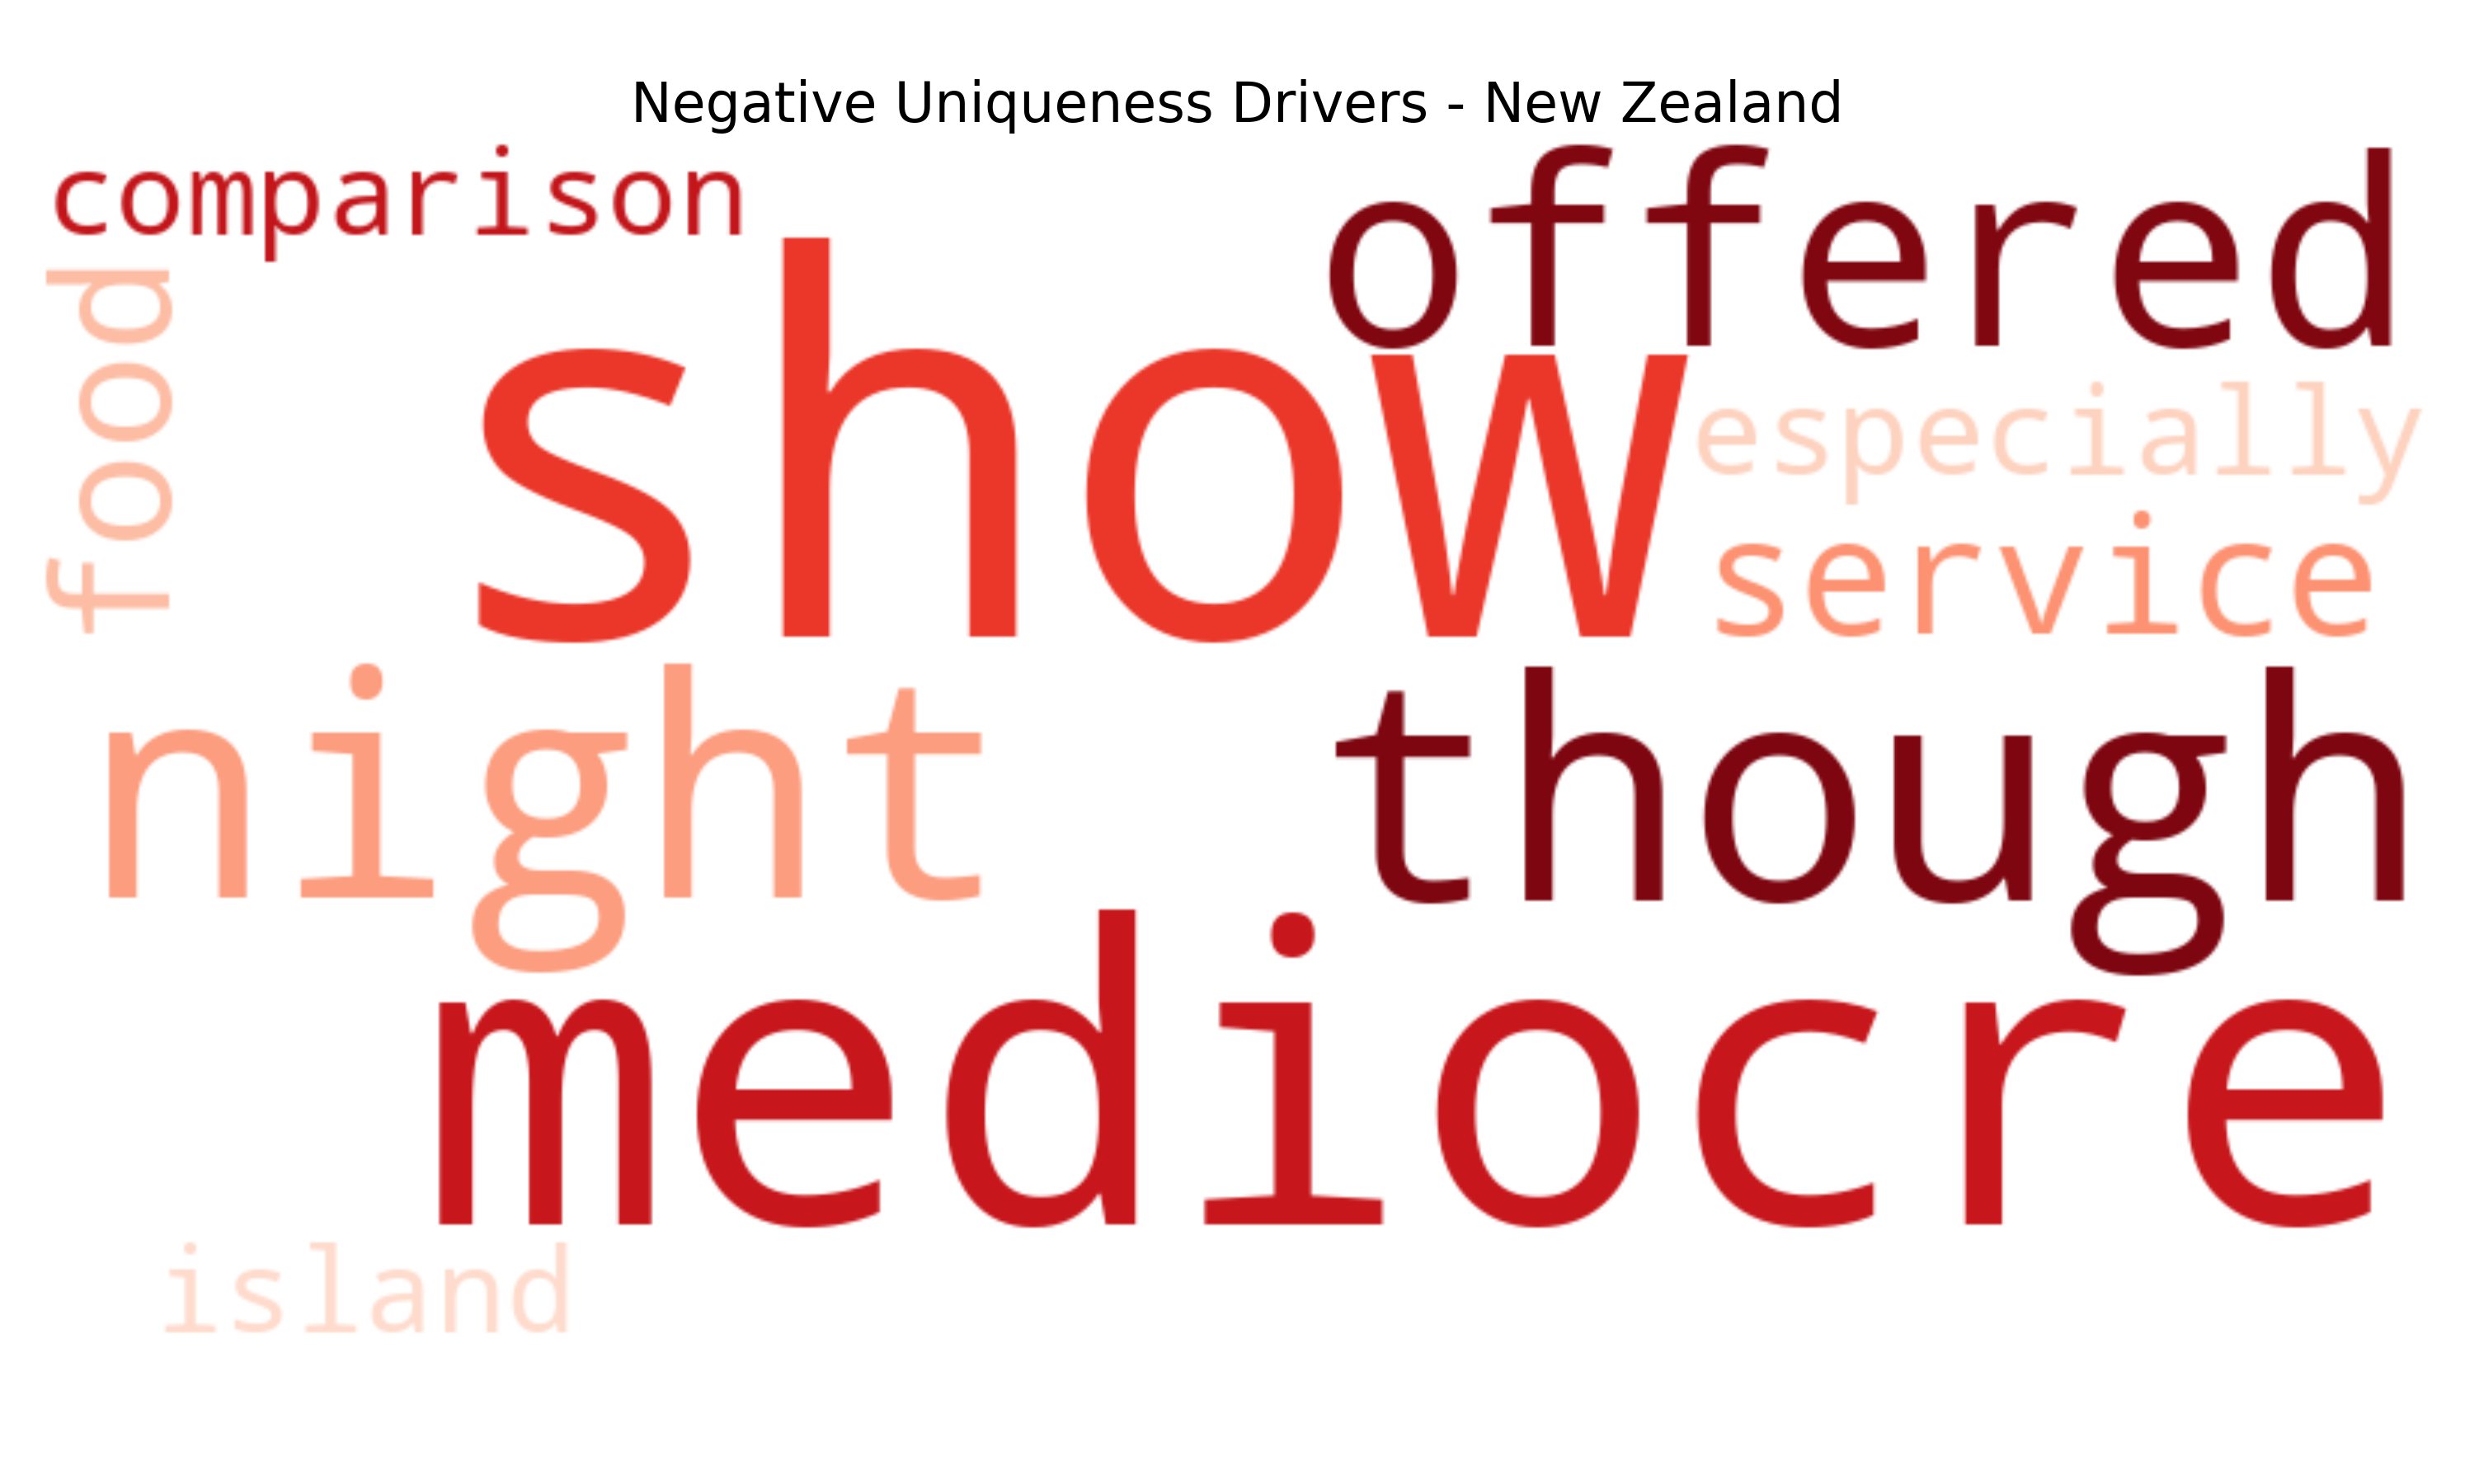 Negative Uniqueness Drivers - New Zealand
comparison
offered
food
show
especially
service
night
though
mediocre
island